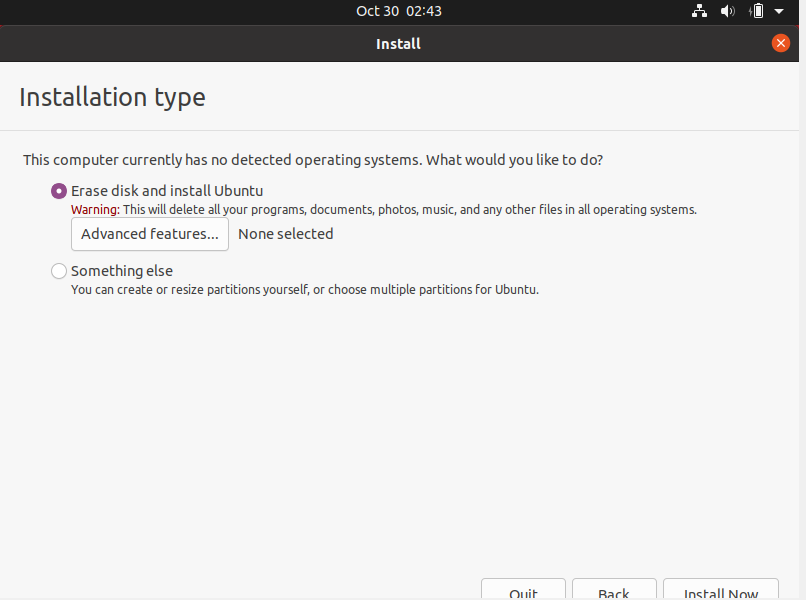 Oct 30 02:43
Install
Installation type
This computer currently has no detected operating systems. What would you like to do?
Erase disk and install Ubuntu
Warning: This will delete all your programs, documents, photos, music, and any other files in all operating systems.
Advanced features... None selected
Something else
You can create or resize partitions yourself, or choose multiple partitions for Ubuntu.
Quit Back Install Now